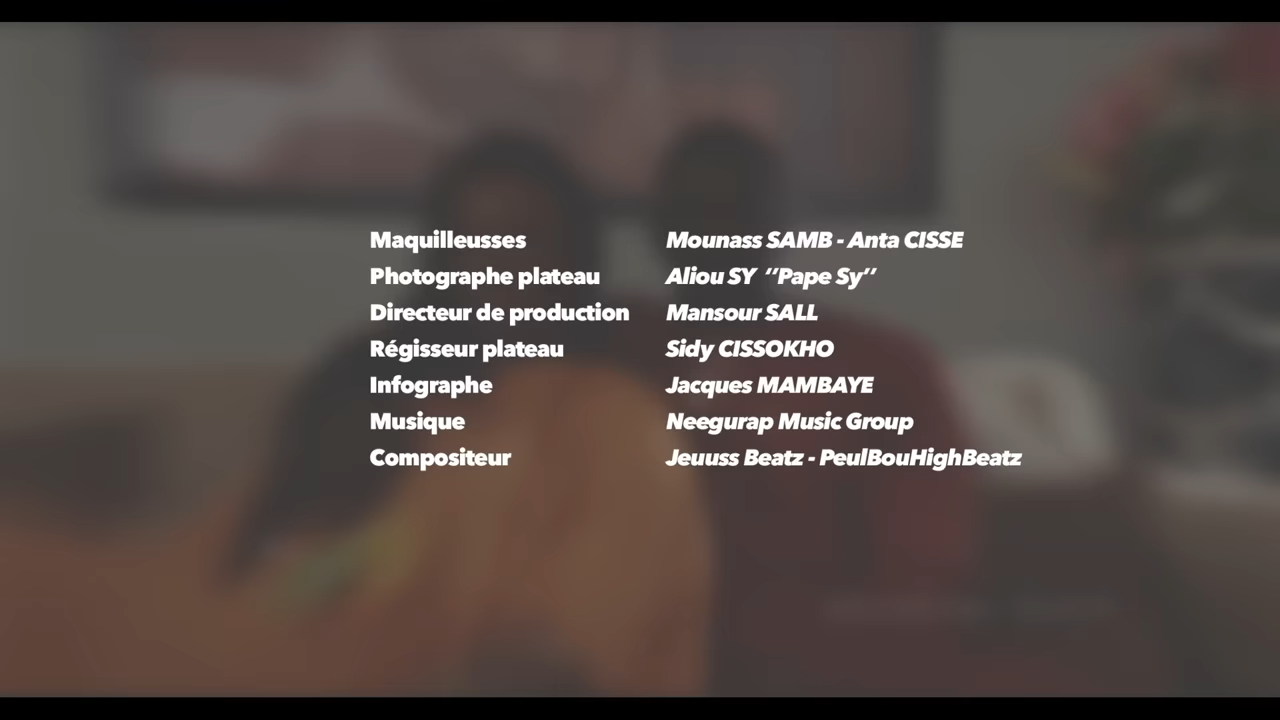 Maquilleusses Mounass SAMB - Anta CISSE
Photographe plateau Aliou SY ‘‘Pape Sy’’
Directeur de production Mansour SALL
Régisseur plateau Sidy CISSOKHO
Infographe Jacques MAMBAYE
Musique Neegurap Music Group
Compositeur Jeuuss Beatz - PeulBouHighBeatz